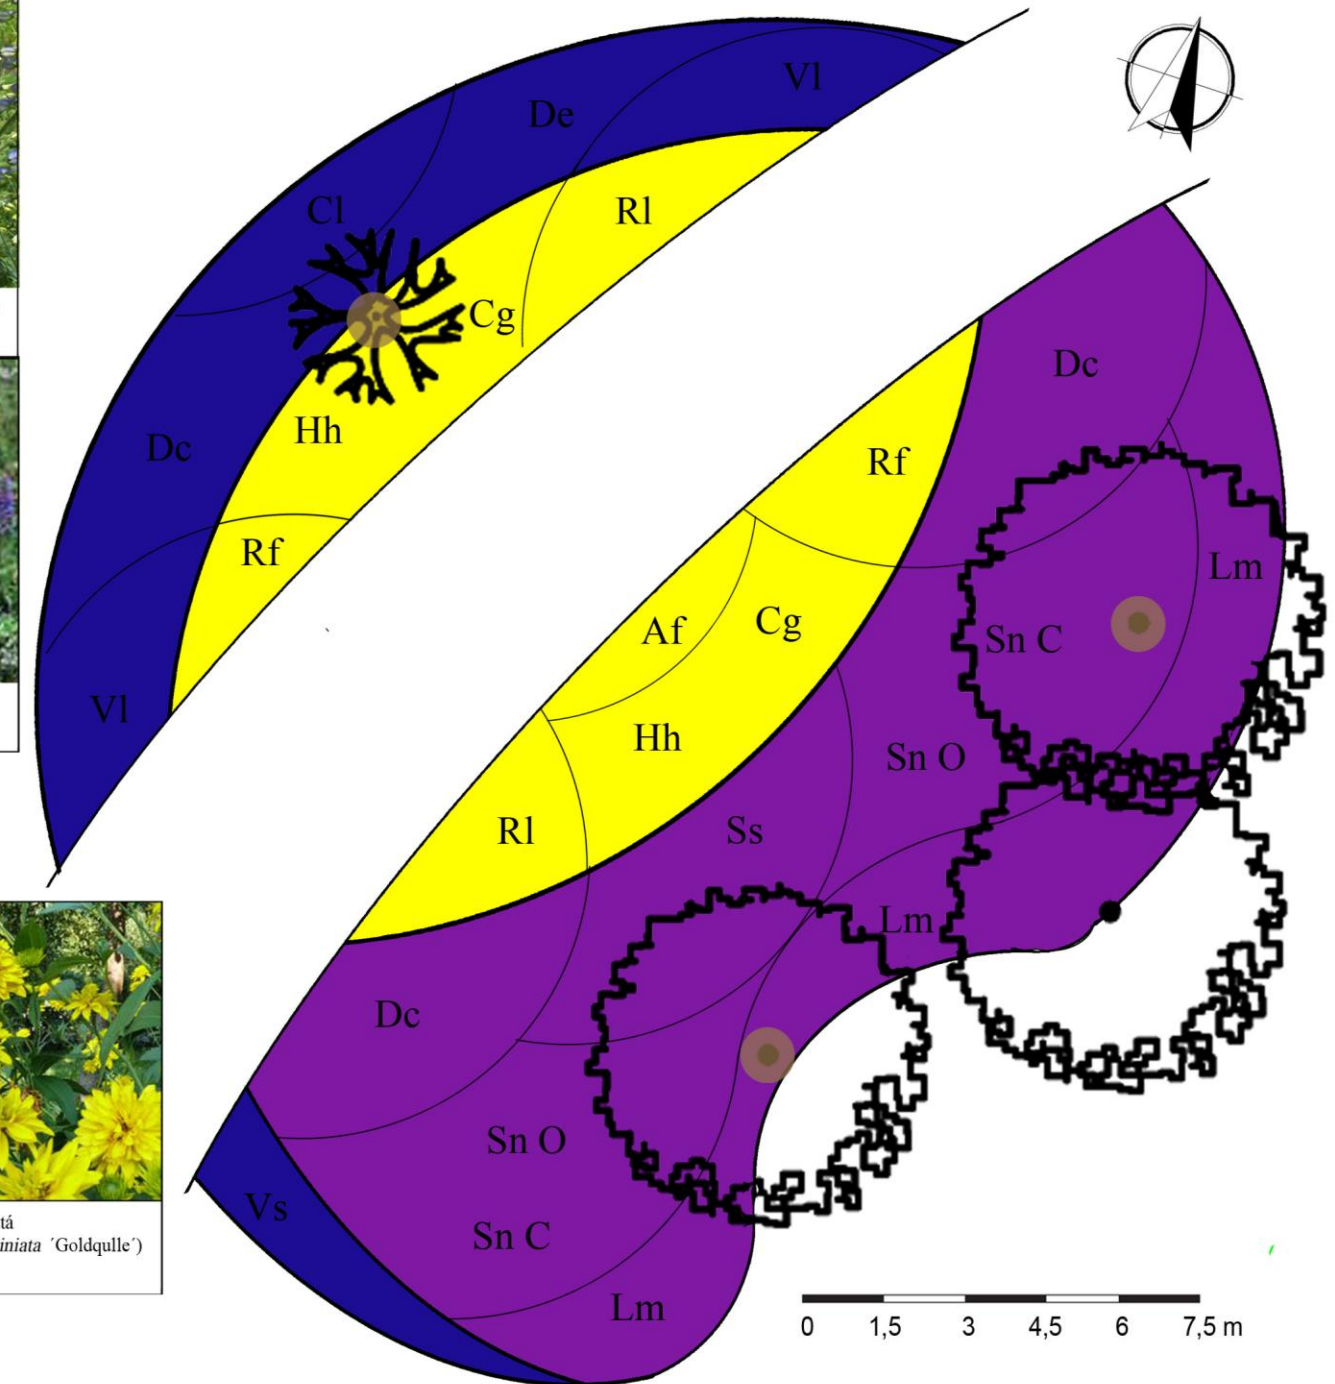 Vl
De
Cl
Rl
Cg
Dc
Dc
Hh
Rf
Rf
Lm
Af
Cg
Sn C
Vl
Hh
Sn O
Rl
Ss
Lm
Dc
Sn O
Vs
Sn C
tá
iniata ´Goldqulle´)
Lm
0 1,5 3 4,5 6 7,5 m